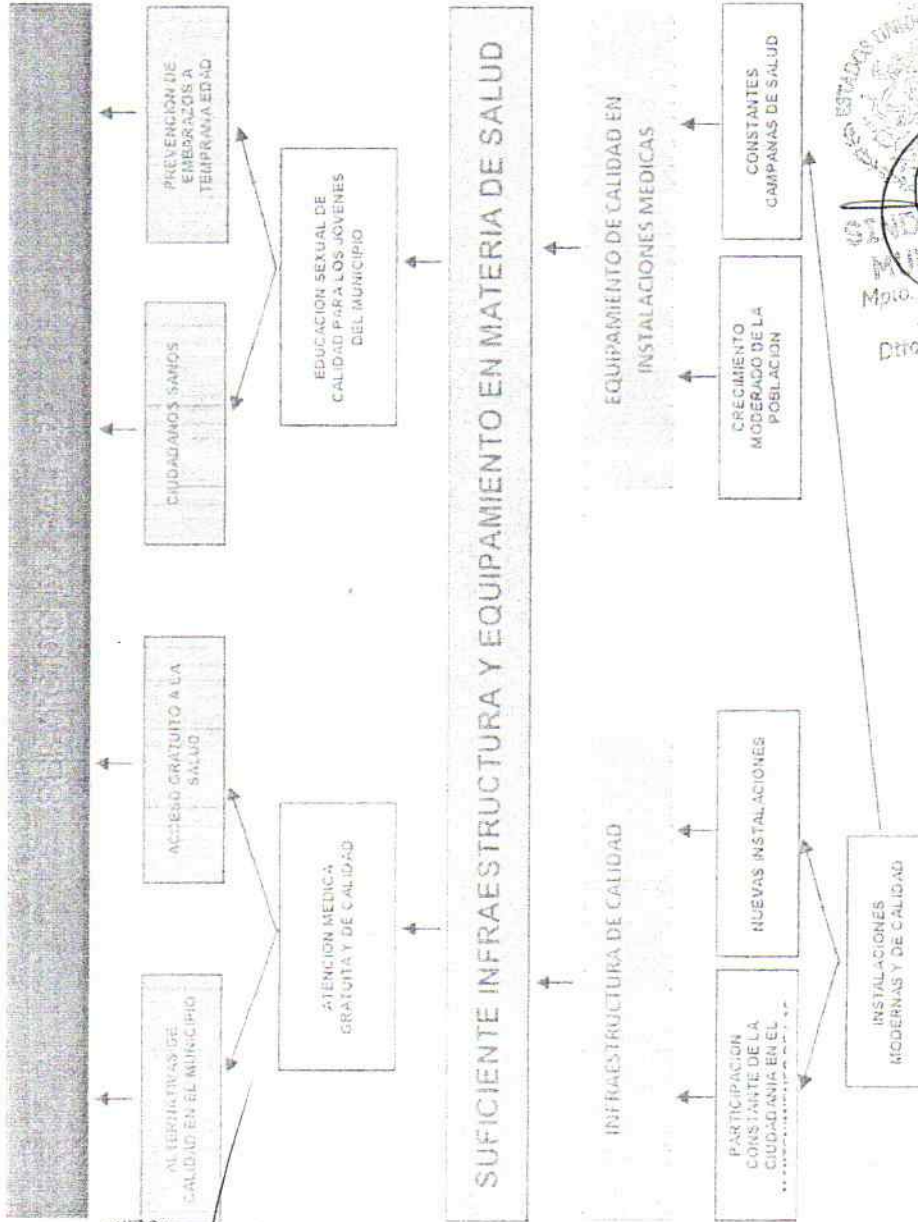 ALTERNATIVAS DE
CALIDAD EN EL MUNICIPIO
ACCESO GRATUITO A LA
SALUD
CIUDADANOS SANOS
PREVENCION DE
EMBARAZOS A
TEMPRANA EDAD
ATENCION MEDICA
GRATUITA Y DE CALIDAD
EDUCACION SEXUAL DE
CALIDAD PARA LOS JOVENES
DEL MUNICIPIO
SUFICIENTE INFRAESTRUCTURA Y EQUIPAMIENTO EN MATERIA DE SALUD
INFRAESTRUCTURA DE CALIDAD
EQUIPAMIENTO DE CALIDAD EN
INSTALACIONES MEDICAS
PARTICIPACION
CONSTANTE DE LA
CIUDADANIA EN EL
NUEVAS INSTALACIONES
CRECIMIENTO
MODERADO DE LA
POBLACION
CONSTANTES
CAMPANAS DE SALUD
INSTALACIONES
MODERNAS Y DE CALIDAD
ESTADOS
Mpio.